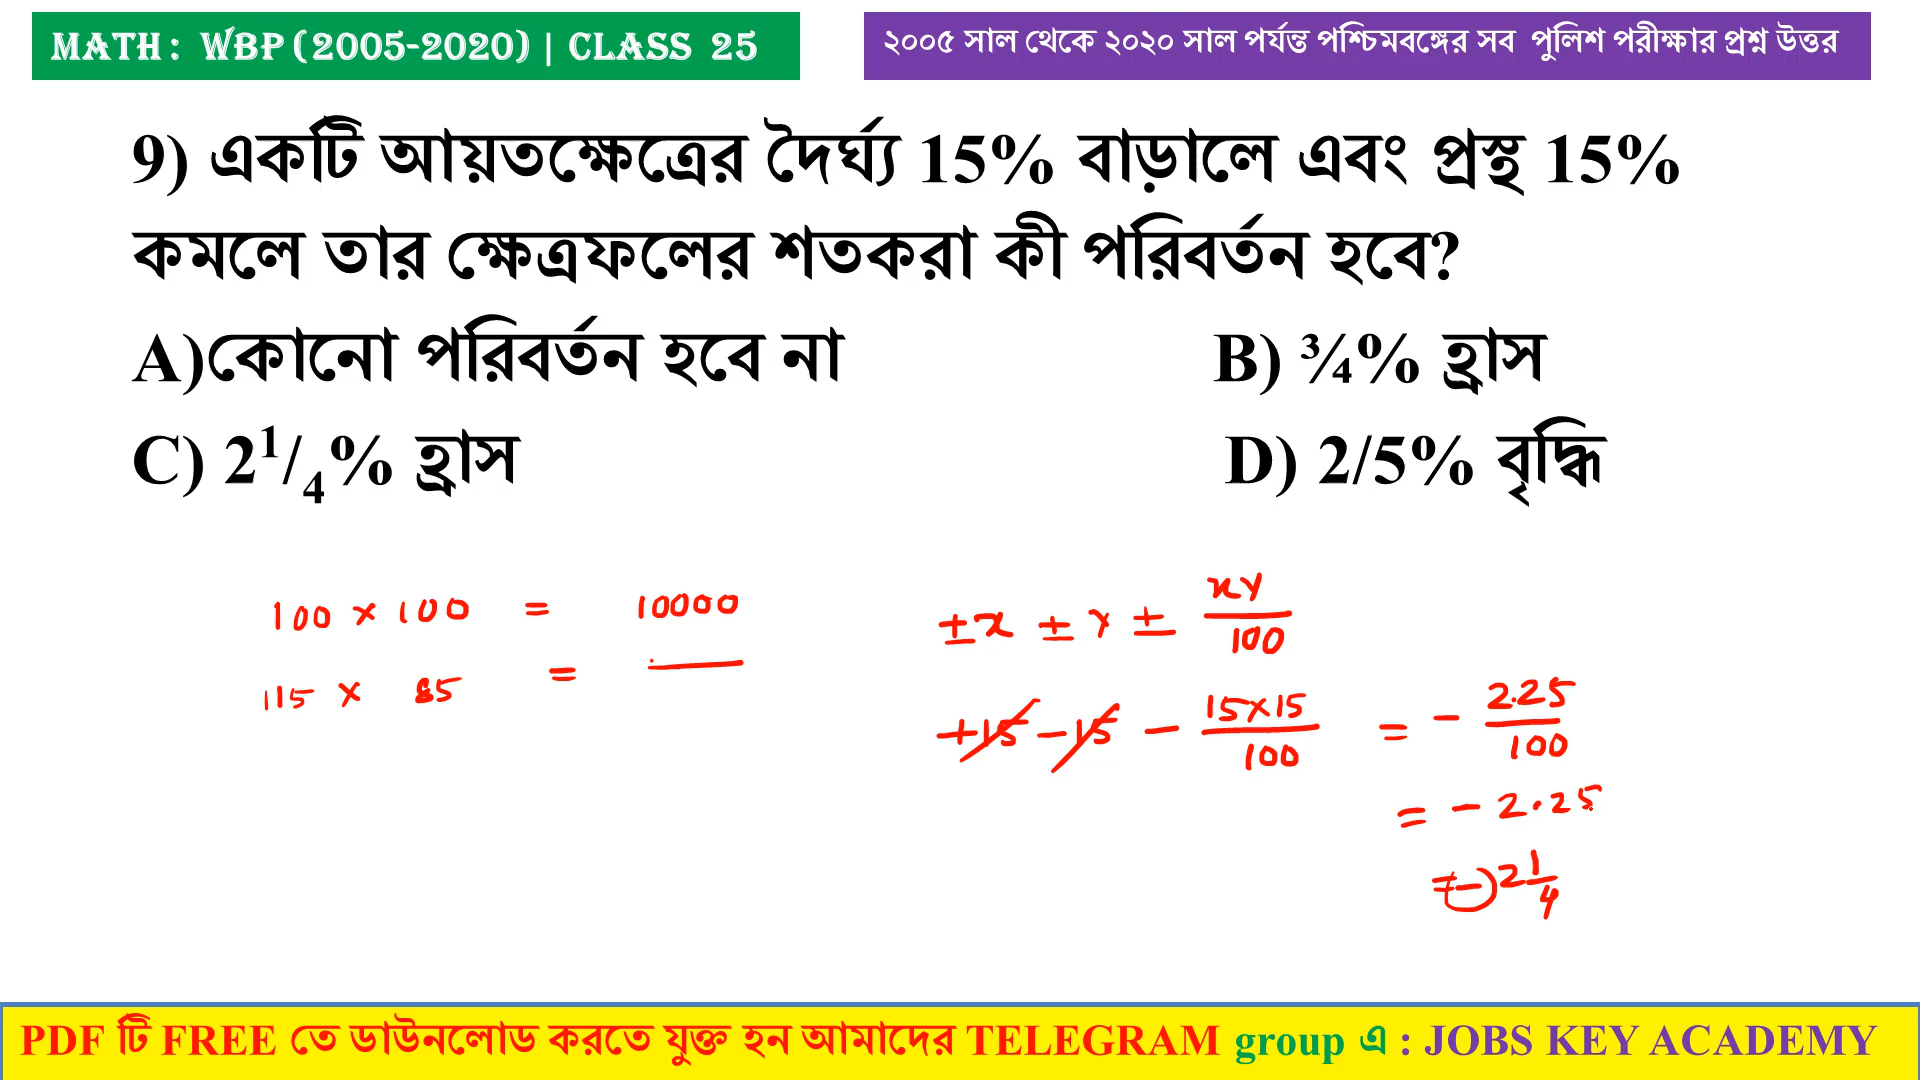 MATH : WBP (2005-2020) | CLASS 25
২০০৫ সাল থেকে ২০২০ সাল পর্যন্ত পশ্চিমবঙ্গের সব পুলিশ পরীক্ষার প্রশ্ন উত্তর
9) একটি আয়তক্ষেত্রের দৈর্ঘ্য 15% বাড়ালে এবং প্রস্থ 15%
কমলে তার ক্ষেত্রফলের শতকরা কী পরিবর্তন হবে?
A)কোনো পরিবর্তন হবে না B) ¾% হ্রাস
C) 2¹/₄% হ্রাস D) 2/5% বৃদ্ধি
100 × 100 = 10000
115 × 85 =
±x ± y ± xy/100
+15 -15 - 15×15/100 = - 2.25/100
= - 2.25
= - 2 1/4
PDF টি FREE তে ডাউনলোড করতে যুক্ত হন আমাদের TELEGRAM group এ : JOBS KEY ACADEMY